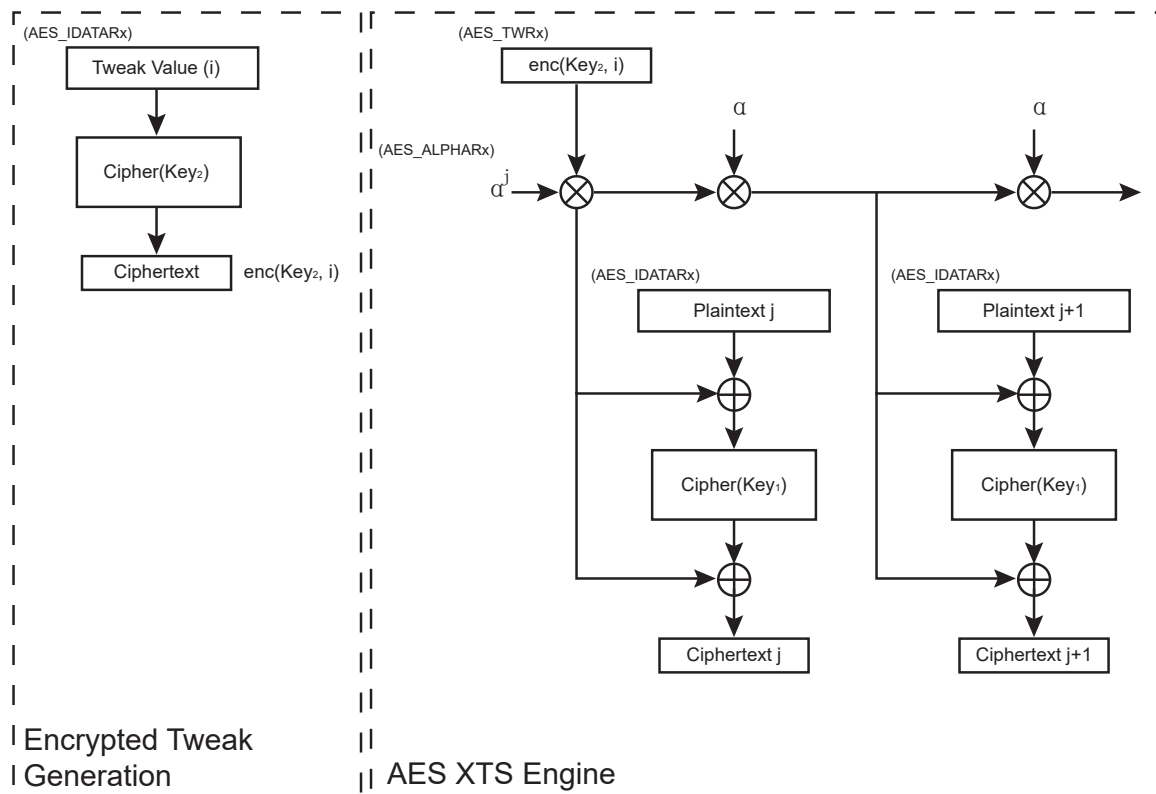 (AES_IDATARx)
Tweak Value (i)
Cipher(Key₂)
Ciphertext
enc(Key₂, i)
Encrypted Tweak
Generation
(AES_TWRx)
enc(Key₂, i)
(AES_ALPHARx)
α^j
α
α
(AES_IDATARx)
Plaintext j
Cipher(Key₁)
Ciphertext j
(AES_IDATARx)
Plaintext j+1
Cipher(Key₁)
Ciphertext j+1
AES XTS Engine